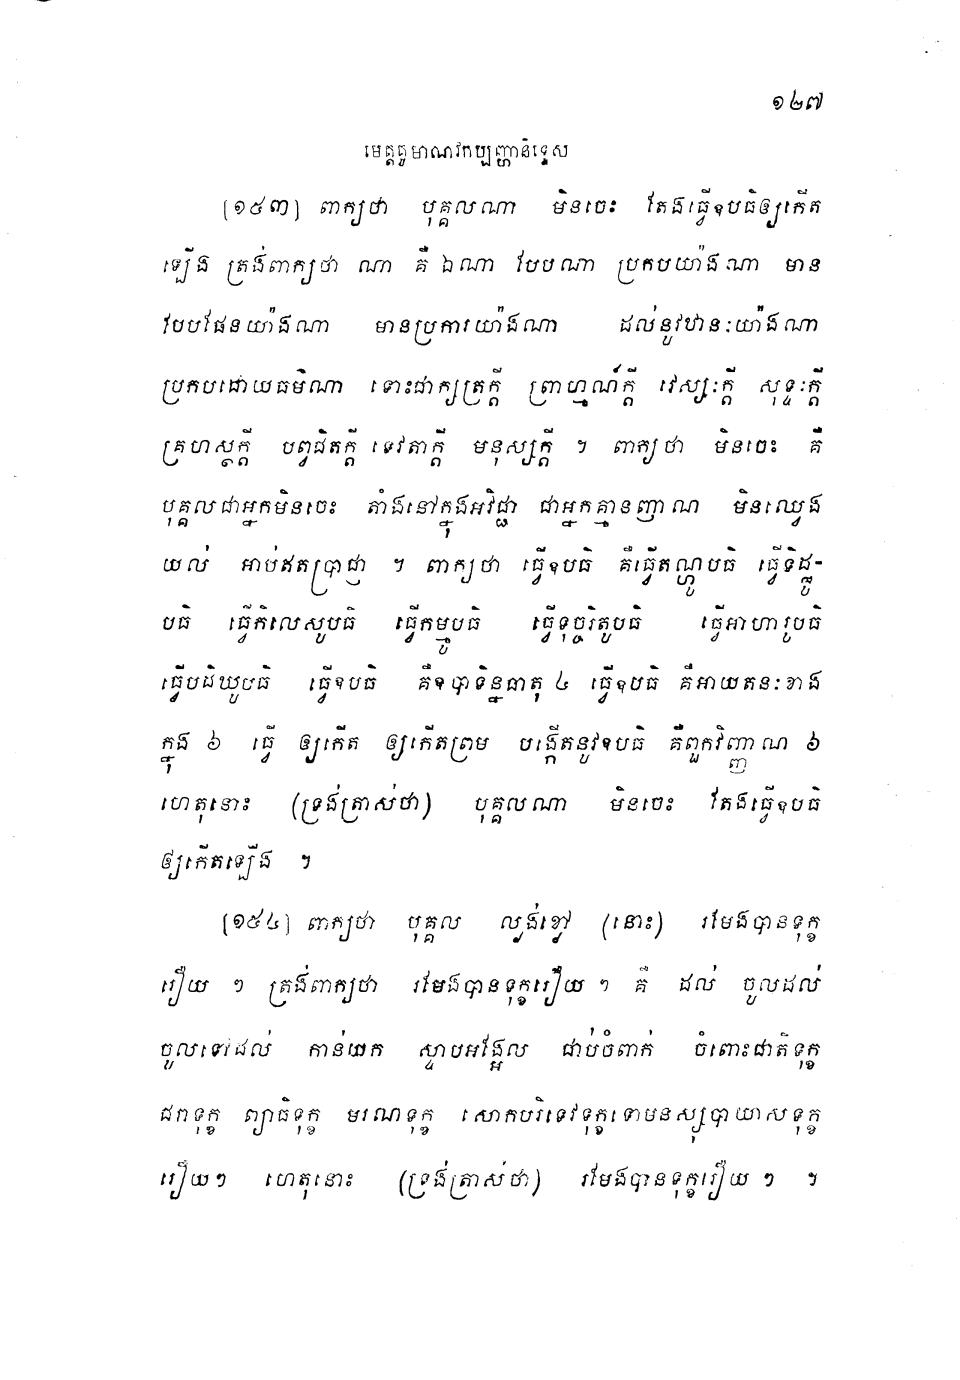 ១២៧
មេត្តគូមាណវកប្បញ្ហានិទ្ទេស
[១៥៣] ពាក្យថា បុគ្គលណា មិនចេះ តែងធ្វើឧបធិឲ្យកើត
ឡើង ត្រង់ពាក្យថា ណា គឺ ឯណា បែបណា ប្រកបយ៉ាងណា មាន
បែបផែនយ៉ាងណា មានប្រការយ៉ាងណា ដល់នូវឋានៈយ៉ាងណា
ប្រកបដោយធម៌ណា ទោះជាក្សត្រក្តី ព្រាហ្មណ៍ក្តី វេស្សៈក្តី សុទ្ទៈក្តី
គ្រហស្ថក្តី បព្វជិតក្តី ទេវតាក្តី មនុស្សក្តី ។ ពាក្យថា មិនចេះ គឺ
បុគ្គលជាអ្នកមិនចេះ តាំងនៅក្នុងអវិជ្ជា ជាអ្នកគ្មានញាណ មិនឈ្វេង
យល់ អាប់ឥតប្រាជ្ញា ។ ពាក្យថា ធ្វើឧបធិ គឺធ្វើតណ្ហូបធិ ធ្វើទិដ្ឋូ-
បធិ ធ្វើកិលេសូបធិ ធ្វើកម្មូបធិ ធ្វើទុច្ចរិតូបធិ ធ្វើអាហារូបធិ
ធ្វើបដិឃូបធិ ធ្វើឧបធិ គឺឧបាទិន្នធាតុ ៤ ធ្វើឧបធិ គឺអាយតនៈខាង
ក្នុង ៦ ធ្វើ ឲ្យកើត ឲ្យកើតព្រម បង្កើតនូវឧបធិ គឺពួកវិញ្ញាណ ៦
ហេតុនោះ (ទ្រង់ត្រាស់ថា) បុគ្គលណា មិនចេះ តែងធ្វើឧបធិ
ឲ្យកើតឡើង ។
[១៥៤] ពាក្យថា បុគ្គល ល្ងង់ខ្លៅ (នោះ) រមែងបានទុក្ខ
រឿយ ៗ ត្រង់ពាក្យថា រមែងបានទុក្ខរឿយ ៗ គឺ ដល់ ចូលដល់
ចូលទៅដល់ កាន់យក ស្ទាបអង្អែល ជាប់ចំពាក់ ចំពោះជាតិទុក្ខ
ជរាទុក្ខ ព្យាធិទុក្ខ មរណទុក្ខ សោកបរិទេវទុក្ខទោមនស្សុបាយាសទុក្ខ
រឿយៗ ហេតុនោះ (ទ្រង់ត្រាស់ថា) រមែងបានទុក្ខរឿយ ៗ ។